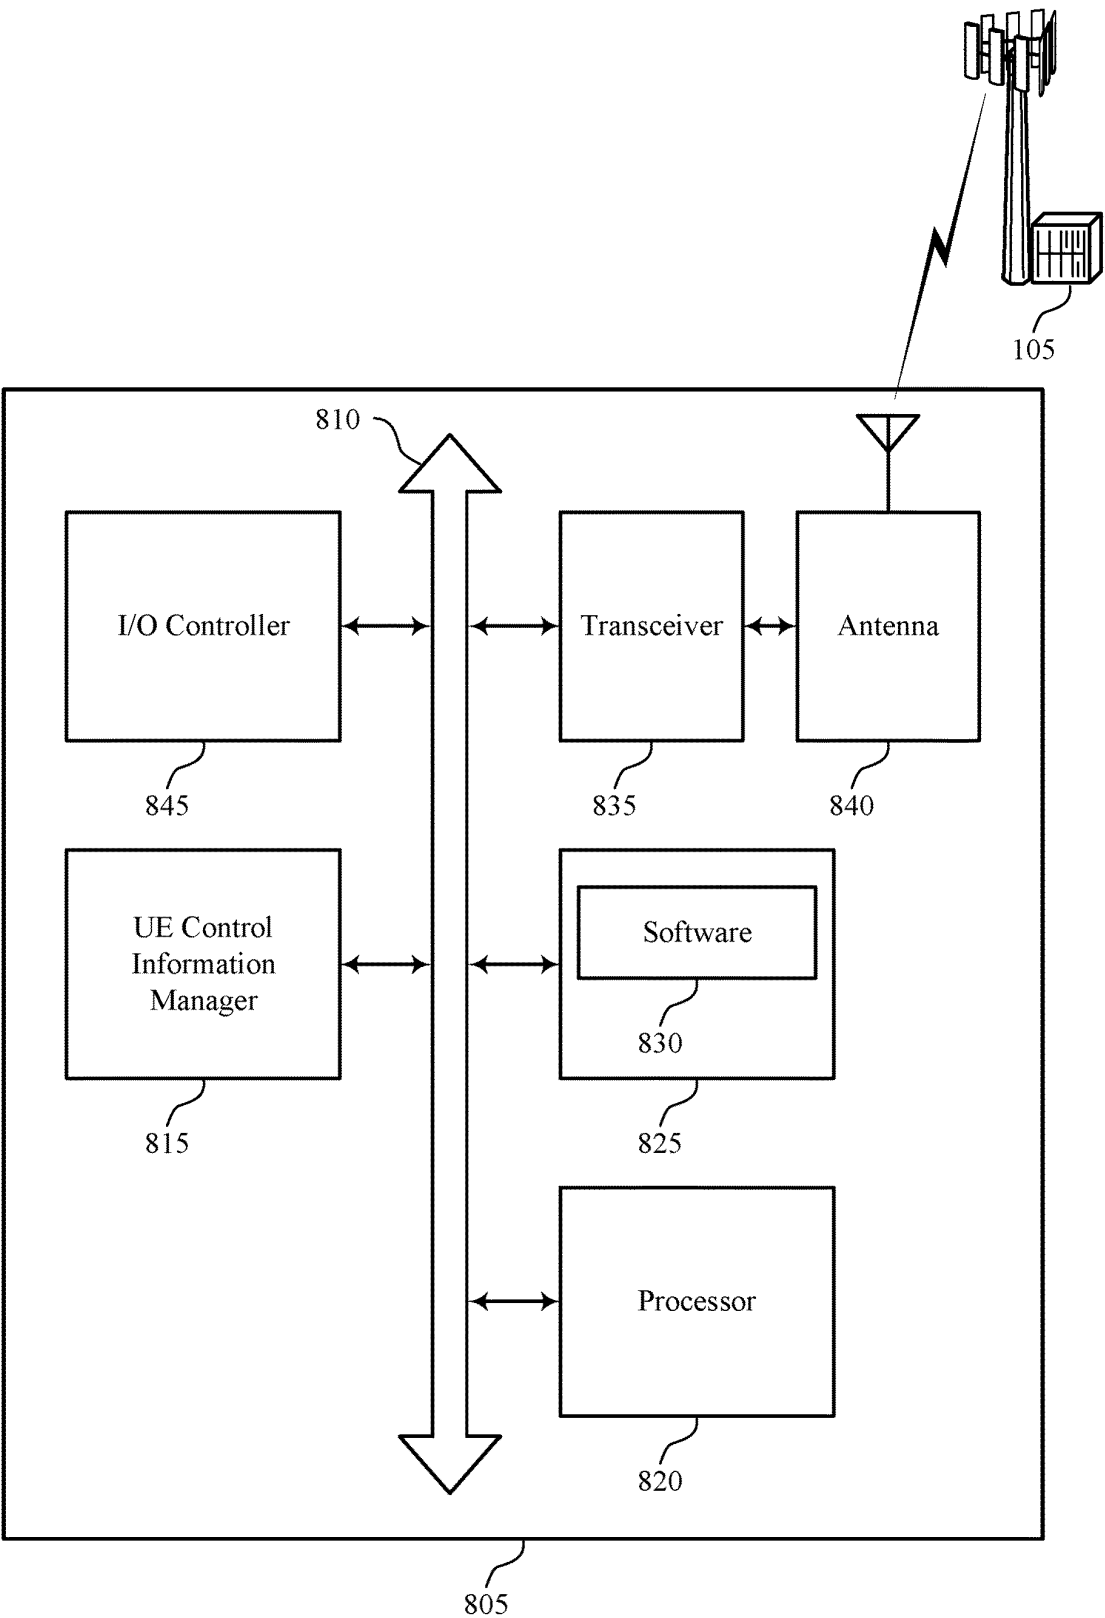 105
810
I/O Controller
Transceiver
Antenna
845
835
840
UE Control
Information
Manager
Software
830
815
825
Processor
820
805